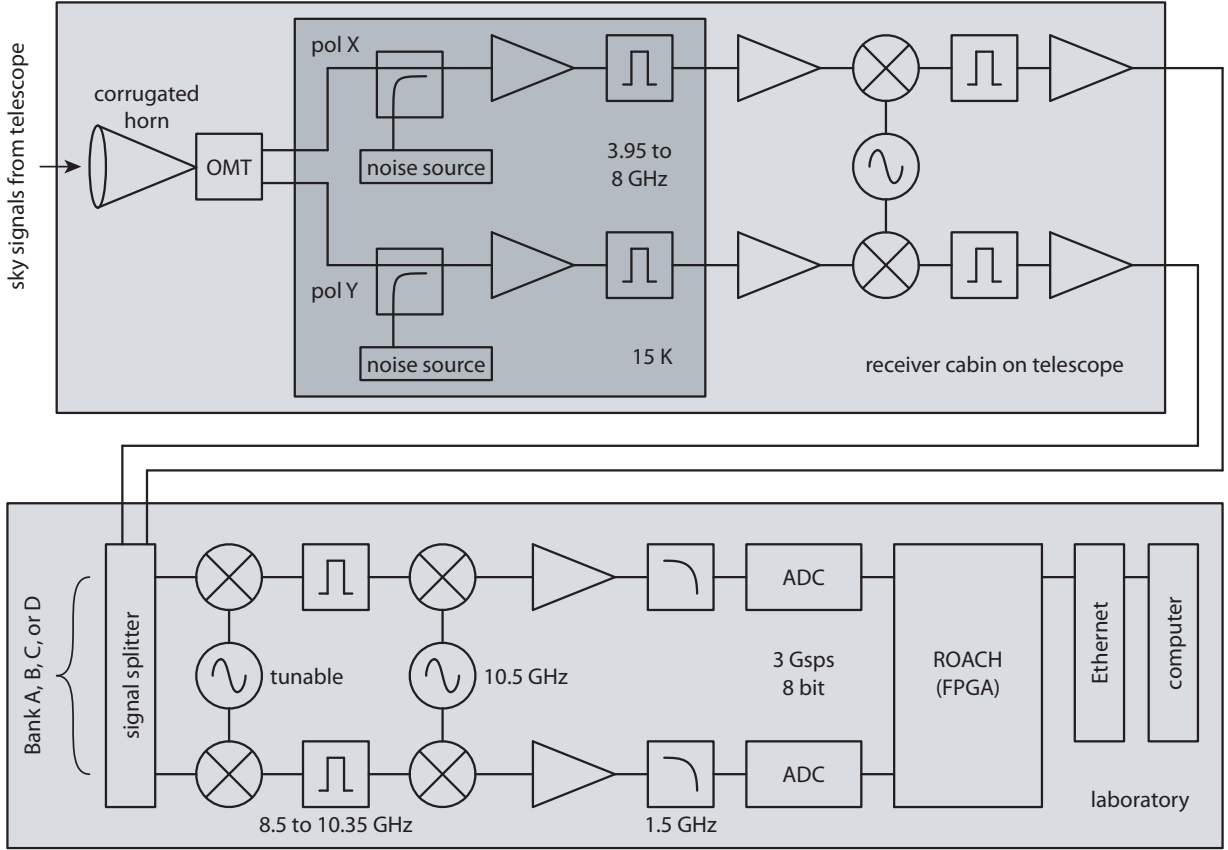 sky signals from telescope
corrugated
horn
OMT
pol X
noise source
3.95 to
8 GHz
pol Y
noise source
15 K
receiver cabin on telescope
Bank A, B, C, or D
signal splitter
tunable
8.5 to 10.35 GHz
10.5 GHz
1.5 GHz
ADC
3 Gsps
8 bit
ADC
ROACH
(FPGA)
Ethernet
computer
laboratory